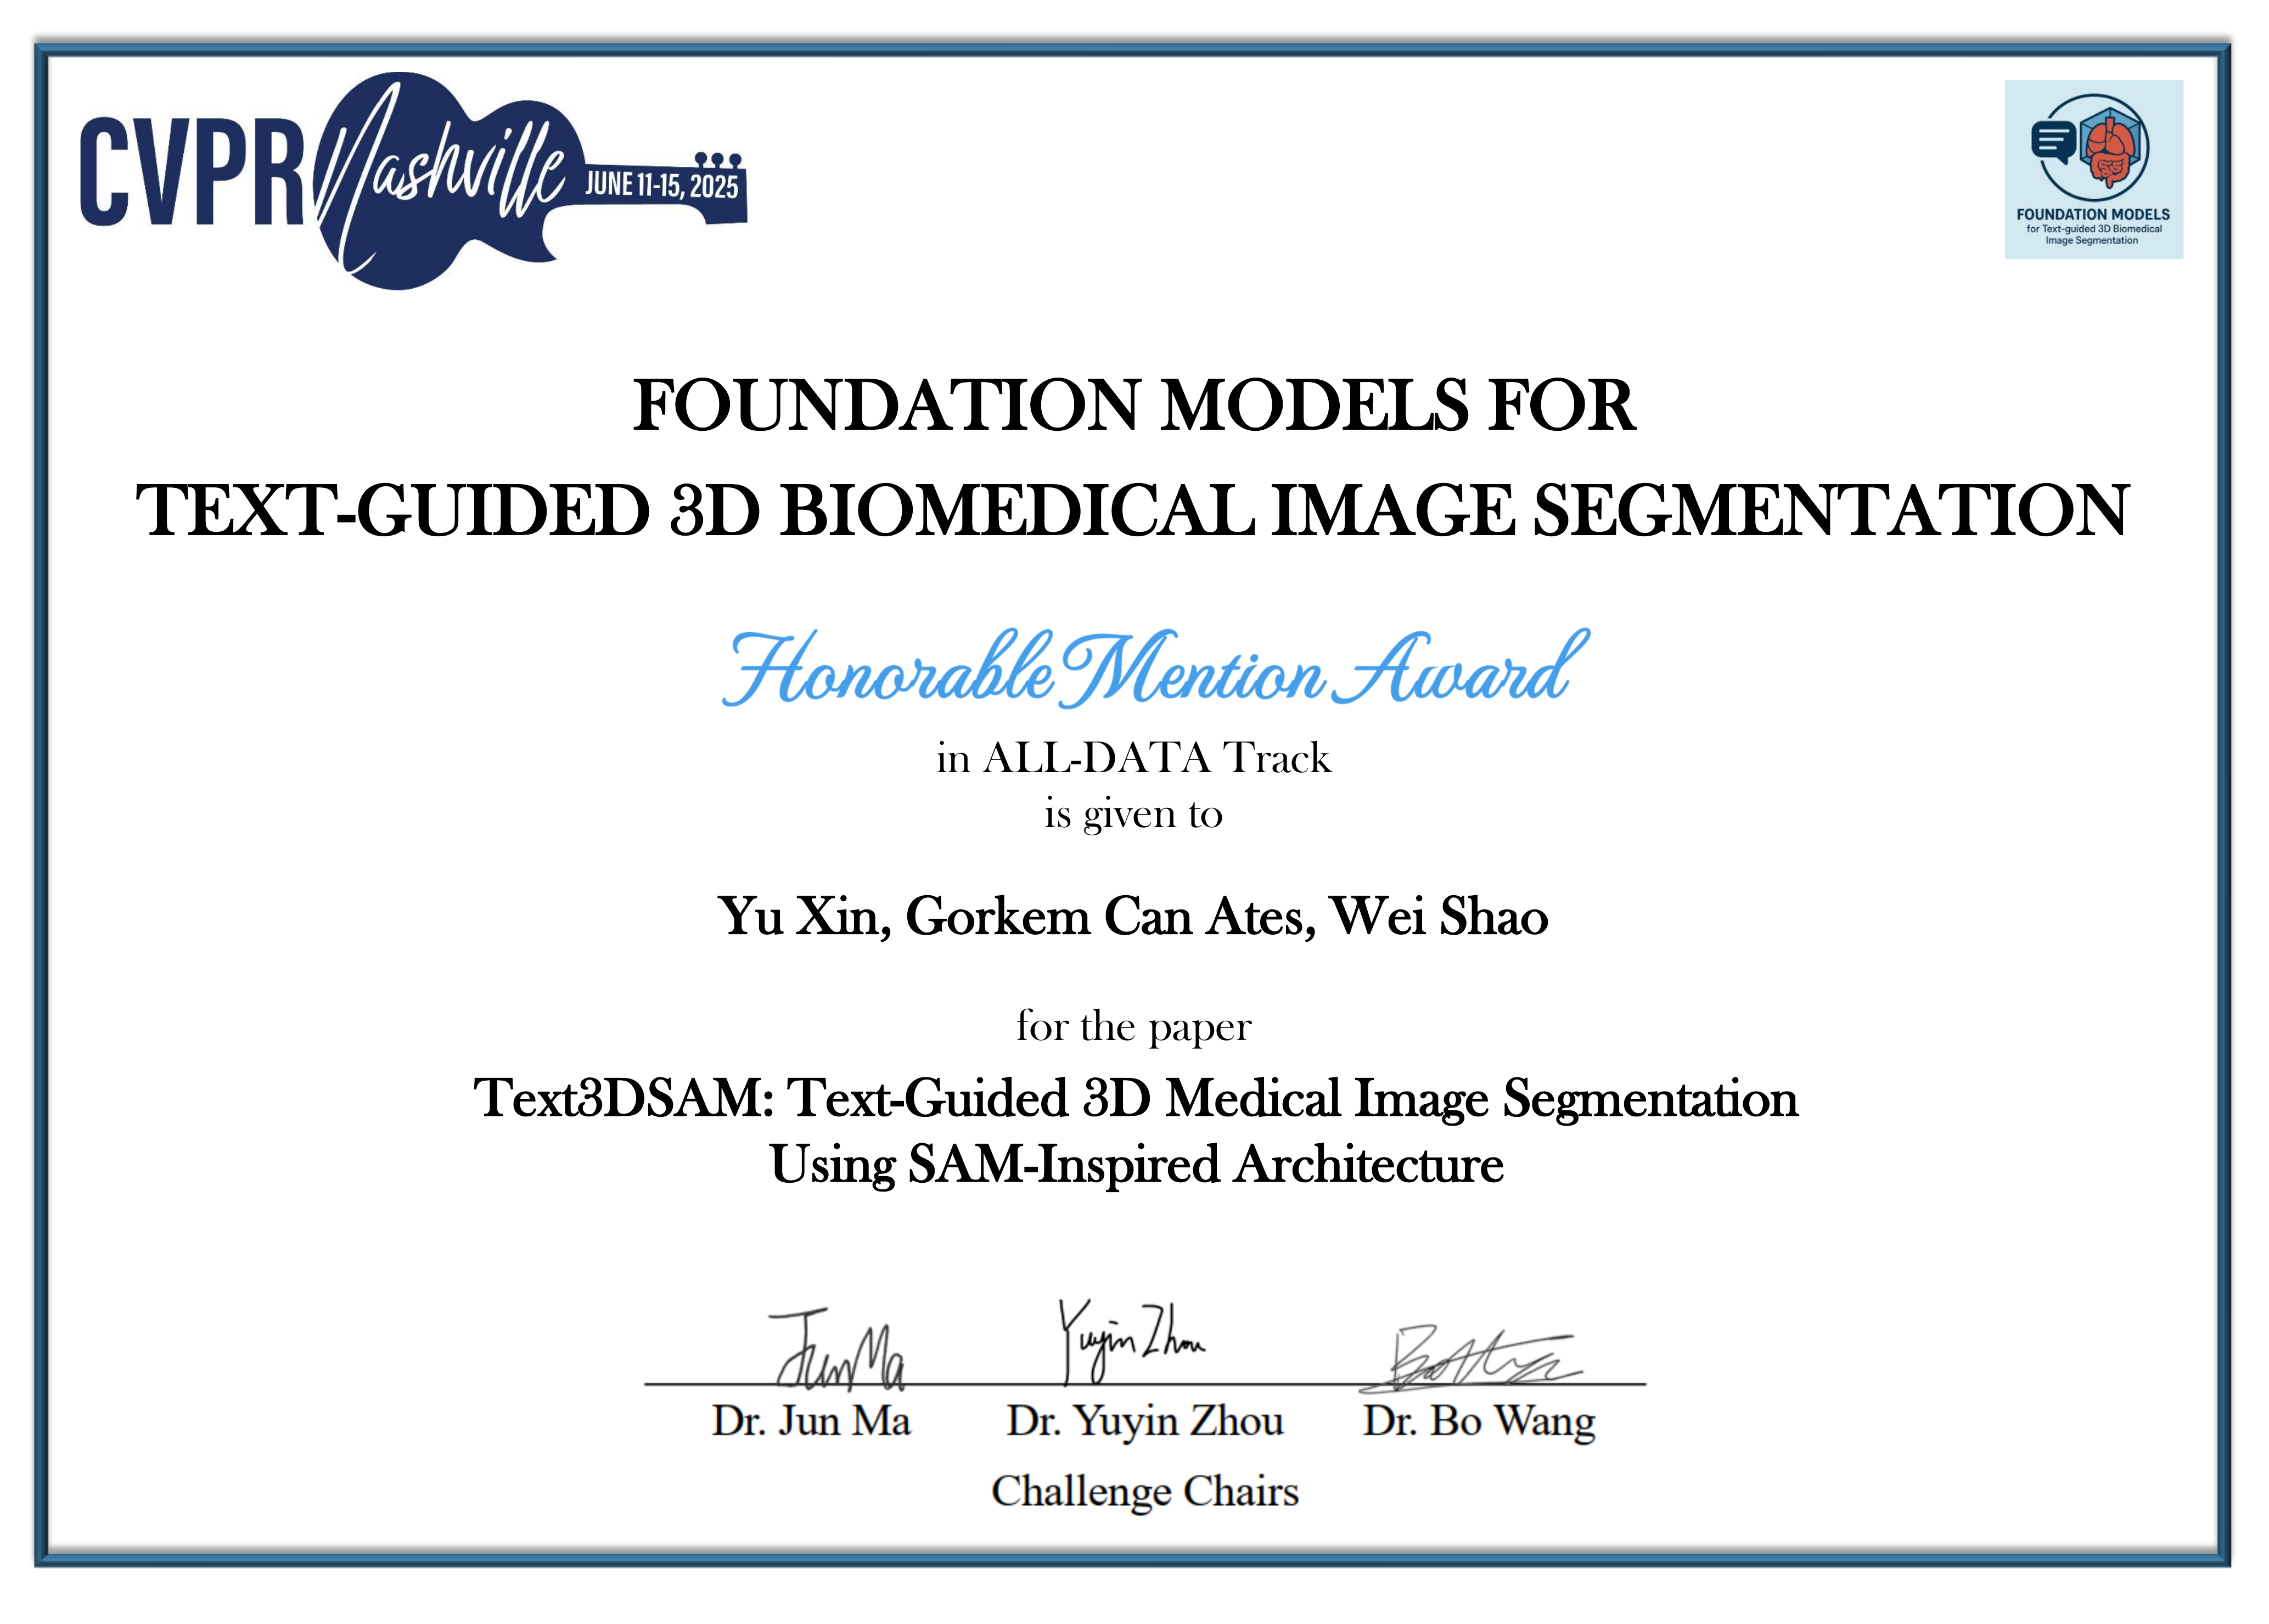 CVPR Nashville JUNE 11-15, 2025
FOUNDATION MODELS
for Text-guided 3D Biomedical
Image Segmentation
FOUNDATION MODELS FOR
TEXT-GUIDED 3D BIOMEDICAL IMAGE SEGMENTATION
Honorable Mention Award
in ALL-DATA Track
is given to
Yu Xin, Gorkem Can Ates, Wei Shao
for the paper
Text3DSAM: Text-Guided 3D Medical Image Segmentation
Using SAM-Inspired Architecture
Jun Ma Yuyin Zhou
Dr. Jun Ma Dr. Yuyin Zhou Dr. Bo Wang
Challenge Chairs